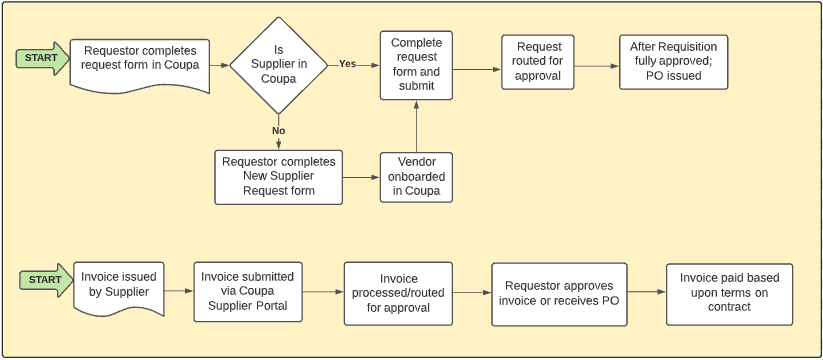 START
Requestor completes
request form in Coupa
Is
Supplier in
Coupa
Yes
Complete
request
form and
submit
Request
routed for
approval
After Requisition
fully approved;
PO issued
No
Requestor completes
New Supplier
Request form
Vendor
onboarded
in Coupa
START
Invoice issued
by Supplier
Invoice submitted
via Coupa
Supplier Portal
Invoice
processed/routed
for approval
Requestor approves
invoice or receives PO
Invoice paid based
upon terms on
contract